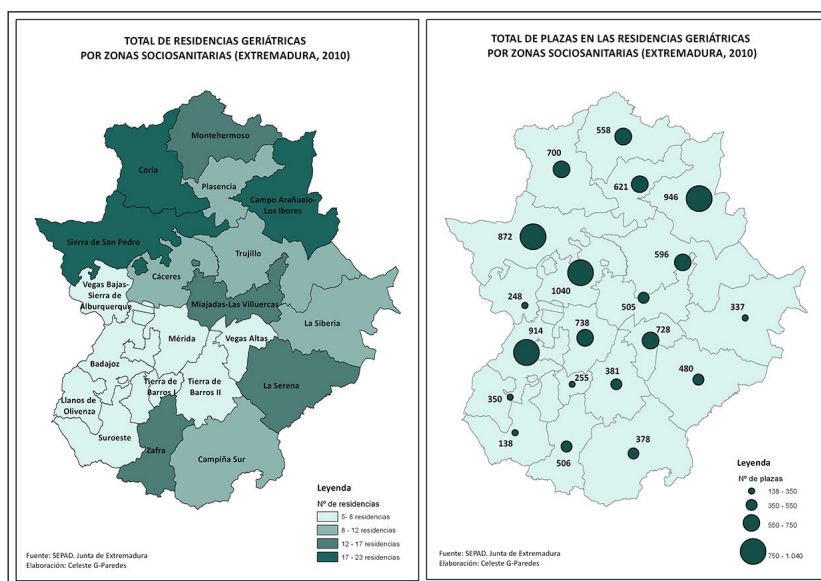 TOTAL DE RESIDENCIAS GERIÁTRICAS
POR ZONAS SOCIOSANITARIAS (EXTREMADURA, 2010)
Montehermoso
Coria
Plasencia
Campo Arañuelo-
Los Ibores
Sierra de San Pedro
Trujillo
Cáceres
Vegas Bajas-
Sierra de
Alburquerque
Miajadas-Las Villuercas
La Siberia
Mérida
Vegas Altas
Badajoz
La Serena
Tierra de
Barros I
Tierra de
Barros II
Llanos de
Olivenza
Suroeste
Zafra
Campiña Sur
Leyenda
Nº de residencias
5- 8 residencias
8 - 12 residencias
12 - 17 residencias
17 - 23 residencias
Fuente: SEPAD. Junta de Extremadura
Elaboración: Celeste G-Paredes
TOTAL DE PLAZAS EN LAS RESIDENCIAS GERIÁTRICAS
POR ZONAS SOCIOSANITARIAS (EXTREMADURA, 2010)
558
700
621
946
872
596
1040
505
248
337
914
738
728
255
381
480
350
138
506
378
Leyenda
Nº de plazas
138 - 350
350 - 550
550 - 750
750 - 1.040
Fuente: SEPAD. Junta de Extremadura
Elaboración: Celeste G-Paredes